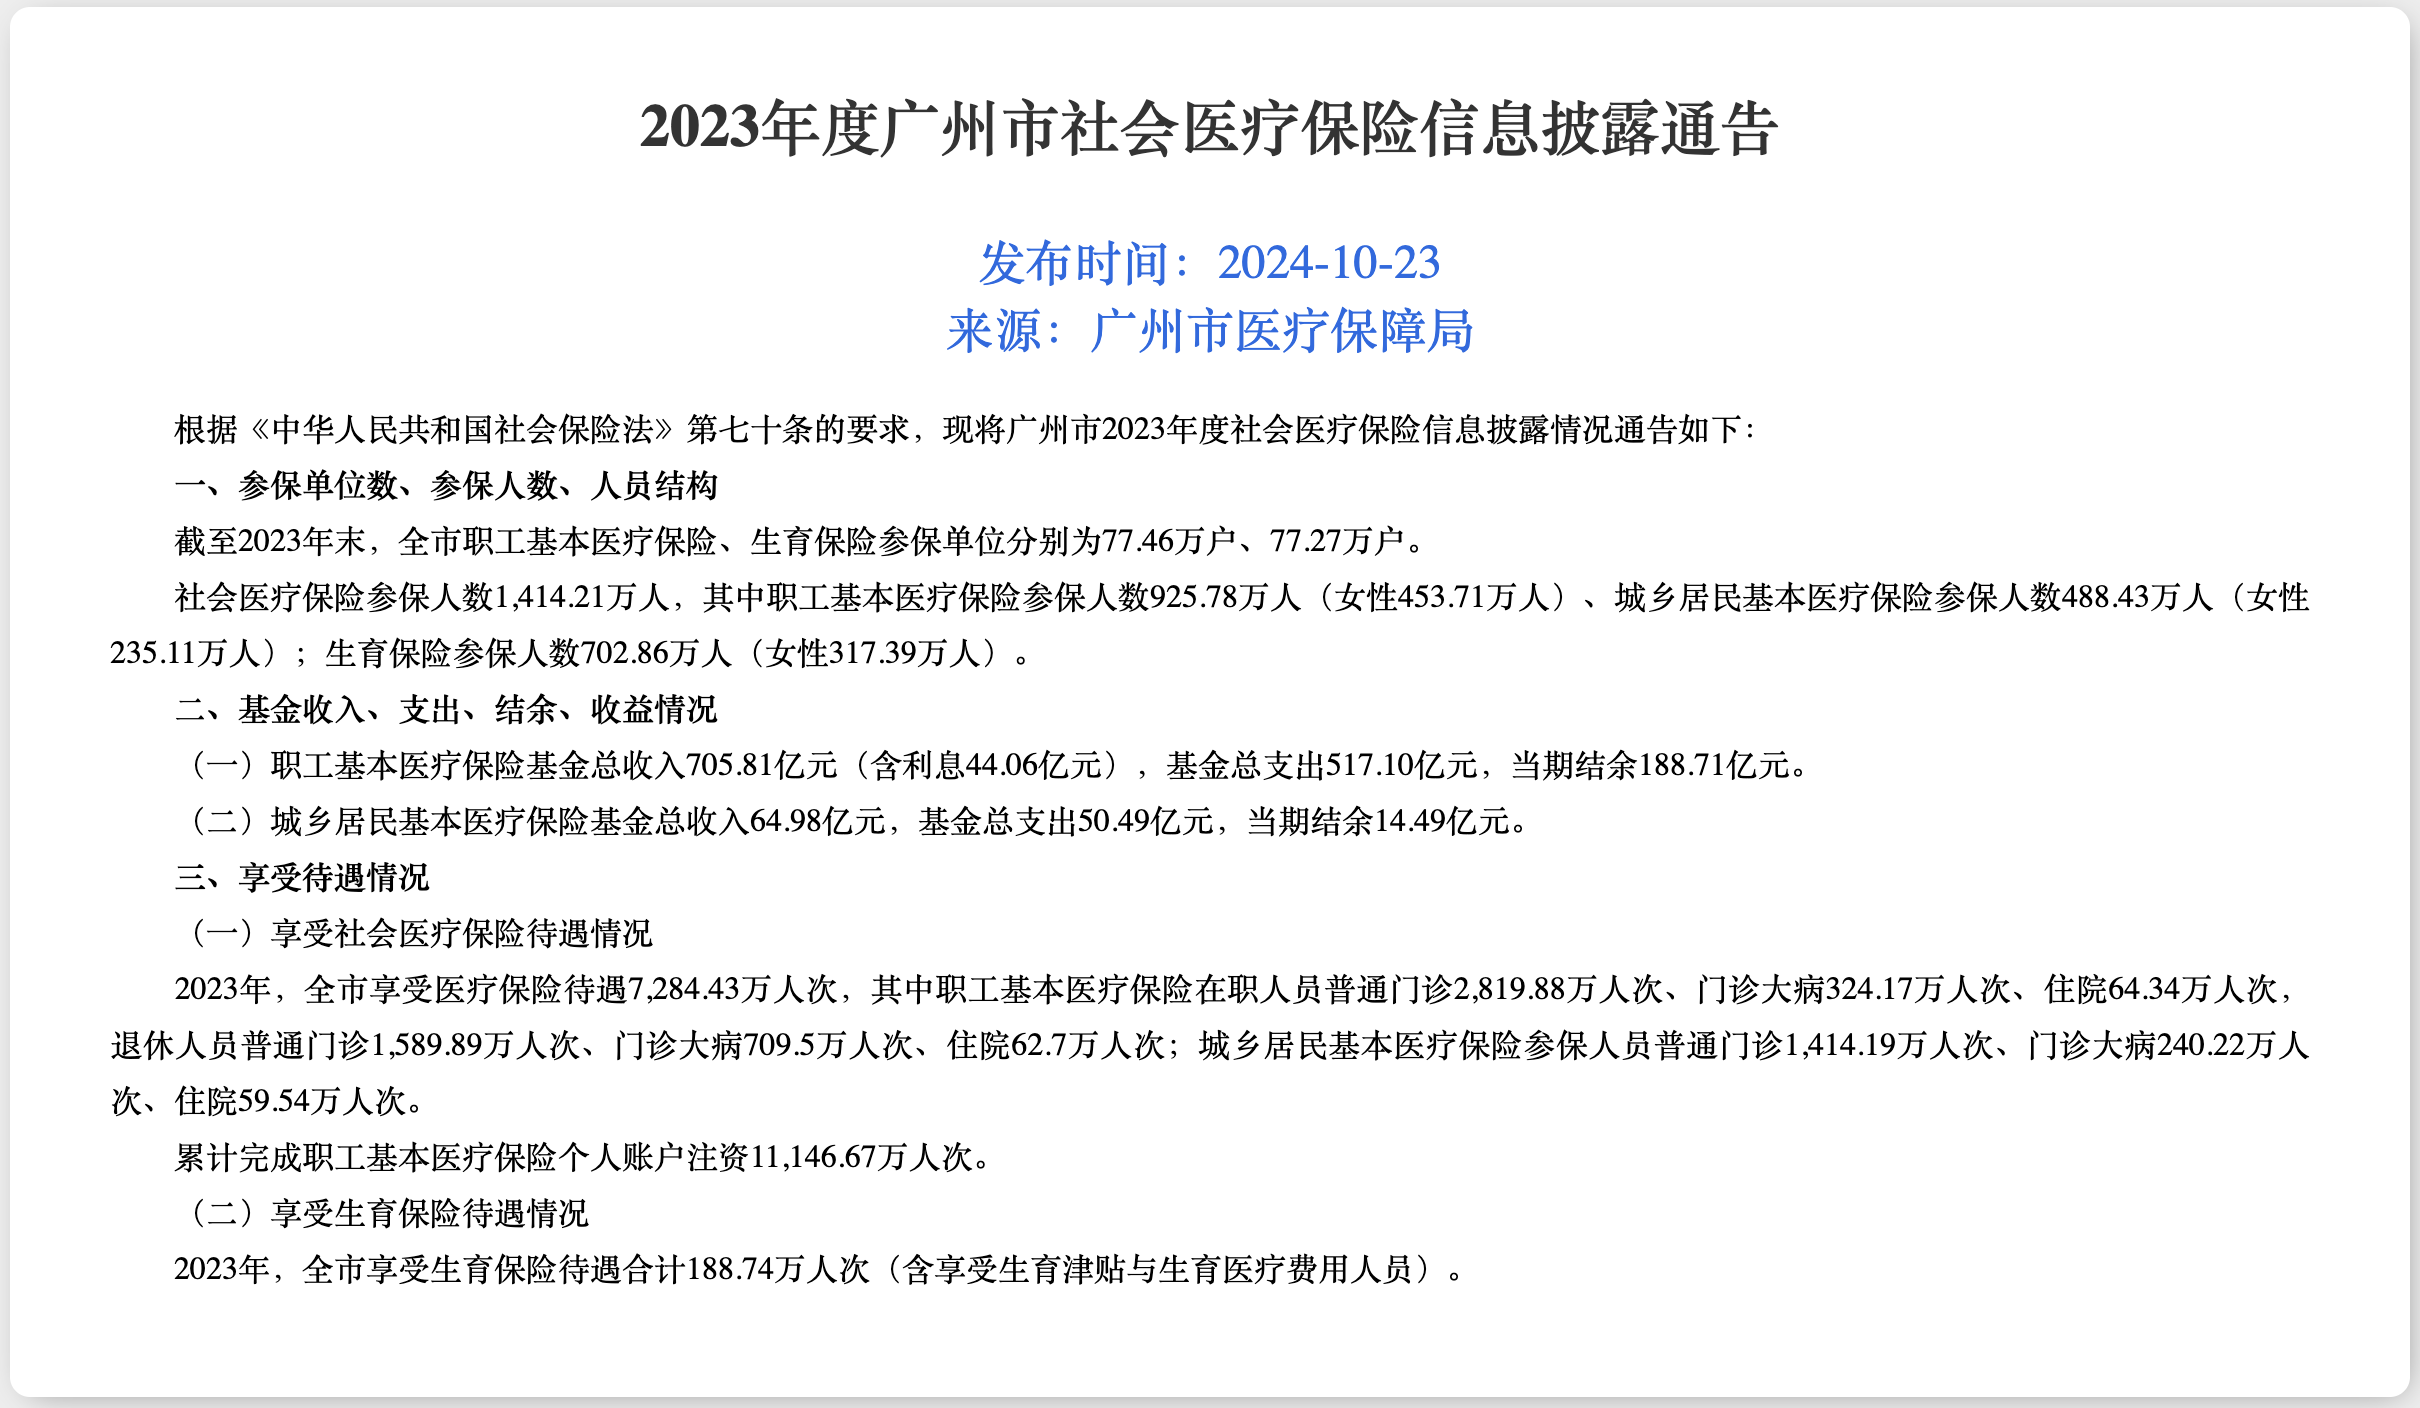 2023年度广州市社会医疗保险信息披露通告
发布时间：2024-10-23
来源：广州市医疗保障局
根据《中华人民共和国社会保险法》第七十条的要求，现将广州市2023年度社会医疗保险信息披露情况通告如下：
一、参保单位数、参保人数、人员结构
截至2023年末，全市职工基本医疗保险、生育保险参保单位分别为77.46万户、77.27万户。
社会医疗保险参保人数1,414.21万人，其中职工基本医疗保险参保人数925.78万人（女性453.71万人）、城乡居民基本医疗保险参保人数488.43万人（女性
235.11万人）；生育保险参保人数702.86万人（女性317.39万人）。
二、基金收入、支出、结余、收益情况
（一）职工基本医疗保险基金总收入705.81亿元（含利息44.06亿元），基金总支出517.10亿元，当期结余188.71亿元。
（二）城乡居民基本医疗保险基金总收入64.98亿元，基金总支出50.49亿元，当期结余14.49亿元。
三、享受待遇情况
（一）享受社会医疗保险待遇情况
2023年，全市享受医疗保险待遇7,284.43万人次，其中职工基本医疗保险在职人员普通门诊2,819.88万人次、门诊大病324.17万人次、住院64.34万人次，
退休人员普通门诊1,589.89万人次、门诊大病709.5万人次、住院62.7万人次；城乡居民基本医疗保险参保人员普通门诊1,414.19万人次、门诊大病240.22万人
次、住院59.54万人次。
累计完成职工基本医疗保险个人账户注资11,146.67万人次。
（二）享受生育保险待遇情况
2023年，全市享受生育保险待遇合计188.74万人次（含享受生育津贴与生育医疗费用人员）。